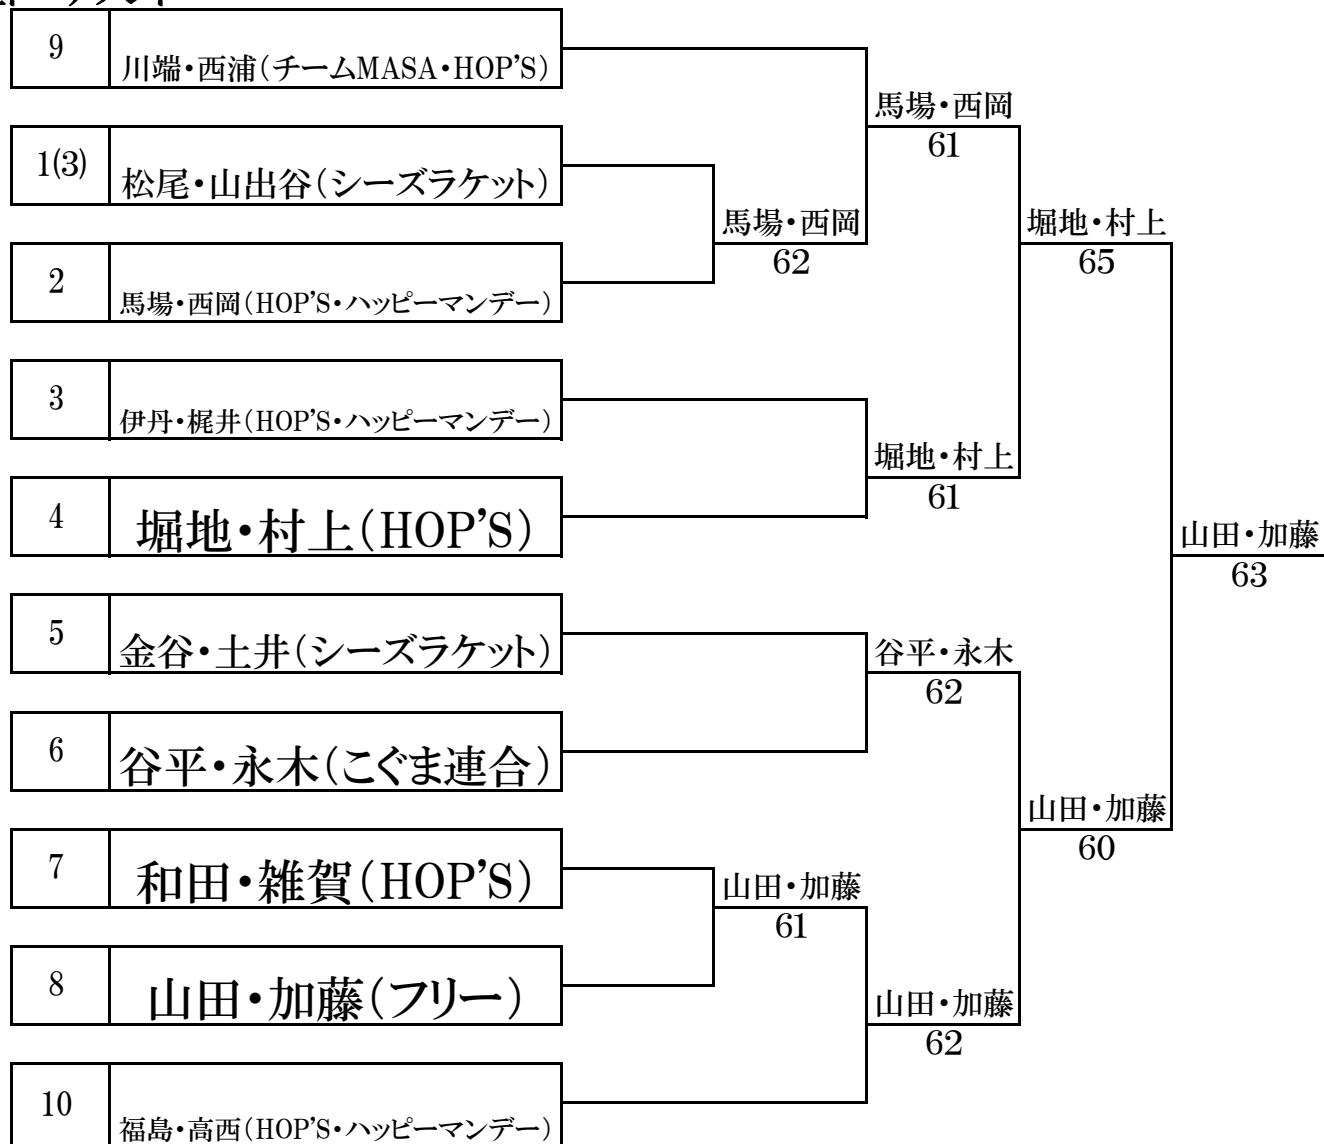 9
川端・西浦(チームMASA・HOP'S)
馬場・西岡
61
1(3)
松尾・山出谷(シーズラケット)
馬場・西岡
62
堀地・村上
65
2
馬場・西岡(HOP'S・ハッピーマンデー)
3
伊丹・梶井(HOP'S・ハッピーマンデー)
堀地・村上
61
4
堀地・村上(HOP'S)
山田・加藤
63
5
金谷・土井(シーズラケット)
谷平・永木
62
6
谷平・永木(こぐま連合)
山田・加藤
60
7
和田・雑賀(HOP'S)
山田・加藤
61
8
山田・加藤(フリー)
山田・加藤
62
10
福島・高西(HOP'S・ハッピーマンデー)